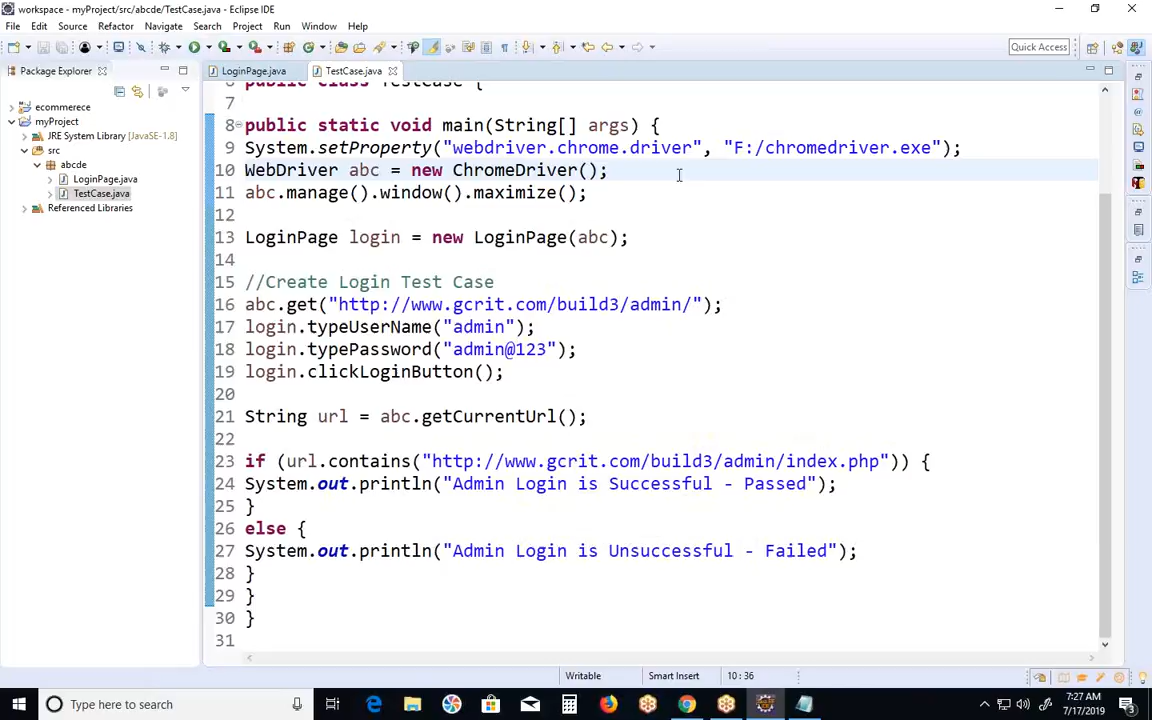 workspace - myProject/src/abcde/TestCase.java - Eclipse IDE
File Edit Source Refactor Navigate Search Project Run Window Help
Quick Access
Package Explorer
LoginPage.java
TestCase.java
ecommerece
myProject
JRE System Library [JavaSE-1.8]
src
abcde
LoginPage.java
TestCase.java
Referenced Libraries
6 public class TestCase {
7
8 public static void main(String[] args) {
9 System.setProperty("webdriver.chrome.driver", "F:/chromedriver.exe");
10 WebDriver abc = new ChromeDriver();
11 abc.manage().window().maximize();
12
13 LoginPage login = new LoginPage(abc);
14
15 //Create Login Test Case
16 abc.get("http://www.gcrit.com/build3/admin/");
17 login.typeUserName("admin");
18 login.typePassword("admin@123");
19 login.clickLoginButton();
20
21 String url = abc.getCurrentUrl();
22
23 if (url.contains("http://www.gcrit.com/build3/admin/index.php")) {
24 System.out.println("Admin Login is Successful - Passed");
25 }
26 else {
27 System.out.println("Admin Login is Unsuccessful - Failed");
28 }
29 }
30 }
31
Writable Smart Insert 10 : 36
Type here to search
7:27 AM
7/17/2019
3